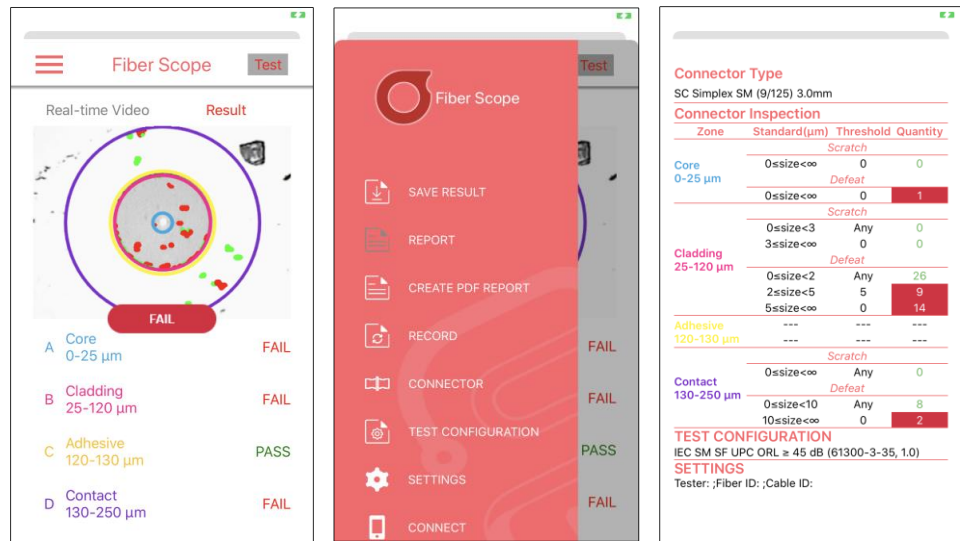 Fiber Scope
Test
Real-time Video
Result
FAIL
A Core 0-25 μm FAIL
B Cladding 25-120 μm FAIL
C Adhesive 120-130 μm PASS
D Contact 130-250 μm FAIL
Test
Fiber Scope
SAVE RESULT
REPORT
CREATE PDF REPORT
RECORD
CONNECTOR
TEST CONFIGURATION
SETTINGS
CONNECT
FAIL
FAIL
PASS
FAIL
Connector Type
SC Simplex SM (9/125) 3.0mm
Connector Inspection
Zone Standard(μm) Threshold Quantity
Core 0-25 μm
Scratch
0≤size<∞ 0 0
Defeat
0≤size<∞ 0 1
Cladding 25-120 μm
Scratch
0≤size<3 Any 0
3≤size<∞ 0 0
Defeat
0≤size<2 Any 26
2≤size<5 5 9
5≤size<∞ 0 14
Adhesive 120-130 μm
--- --- ---
--- --- ---
Contact 130-250 μm
Scratch
0≤size<∞ Any 0
Defeat
0≤size<10 Any 8
10≤size<∞ 0 2
TEST CONFIGURATION
IEC SM SF UPC ORL ≥ 45 dB (61300-3-35, 1.0)
SETTINGS
Tester: ;Fiber ID: ;Cable ID: